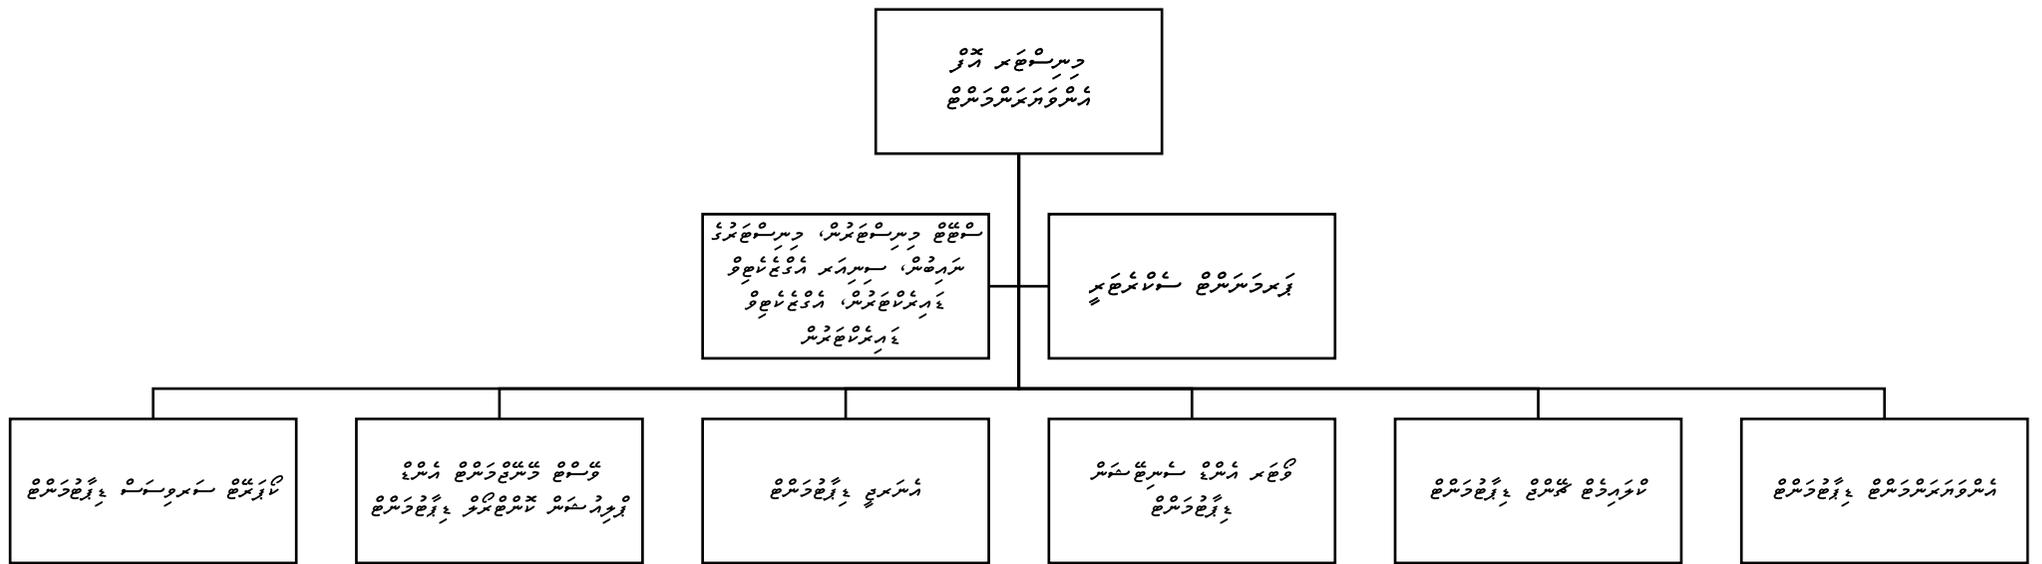 މިނިސްޓަރ އޮފް
އެންވަޔަރަންމަންޓް
ޕަރމަނަންޓް ސެކްރެޓަރީ
ސްޓޭޓް މިނިސްޓަރުން، މިނިސްޓަރުގެ
ނައިބުން، ސީނިއަރ އެގްޒެކެޓިވް
ޑައިރެކްޓަރުން، އެގްޒެކެޓިވް
ޑައިރެކްޓަރުން
އެންވަޔަރަންމަންޓް ޑިޕާޓުމަންޓް
ކްލައިމެޓް ޗޭންޖް ޑިޕާޓުމަންޓް
ވޯޓަރ އެންޑް ސެނިޓޭޝަން
ޑިޕާޓުމަންޓް
އެނަރޖީ ޑިޕާޓުމަންޓް
ވޭސްޓް މޭނޭޖްމަންޓް އެންޑް
ޕްލިއުޝަން ކޮންޓްރޯލް ޑިޕާޓުމަންޓް
ކޯޕަރޭޓް ސަރވިސަސް ޑިޕާޓުމަންޓް